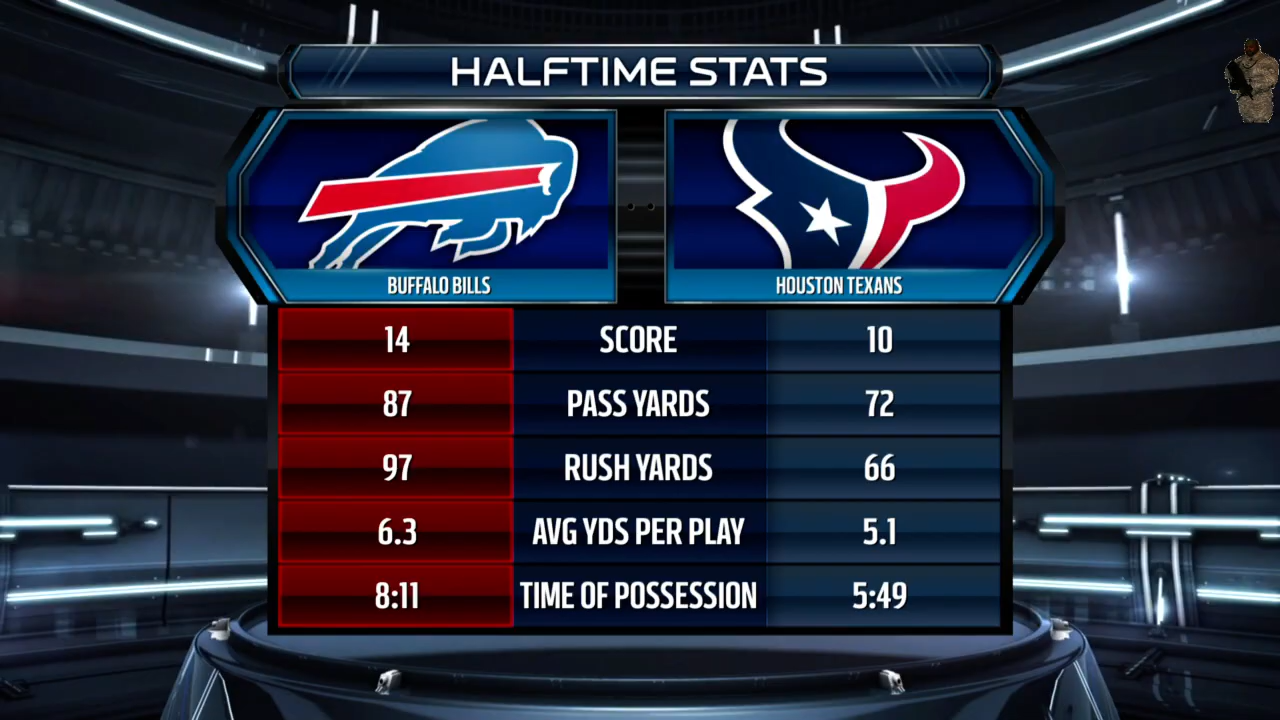 HALFTIME STATS
BUFFALO BILLS HOUSTON TEXANS
14 SCORE 10
87 PASS YARDS 72
97 RUSH YARDS 66
6.3 AVG YDS PER PLAY 5.1
8:11 TIME OF POSSESSION 5:49